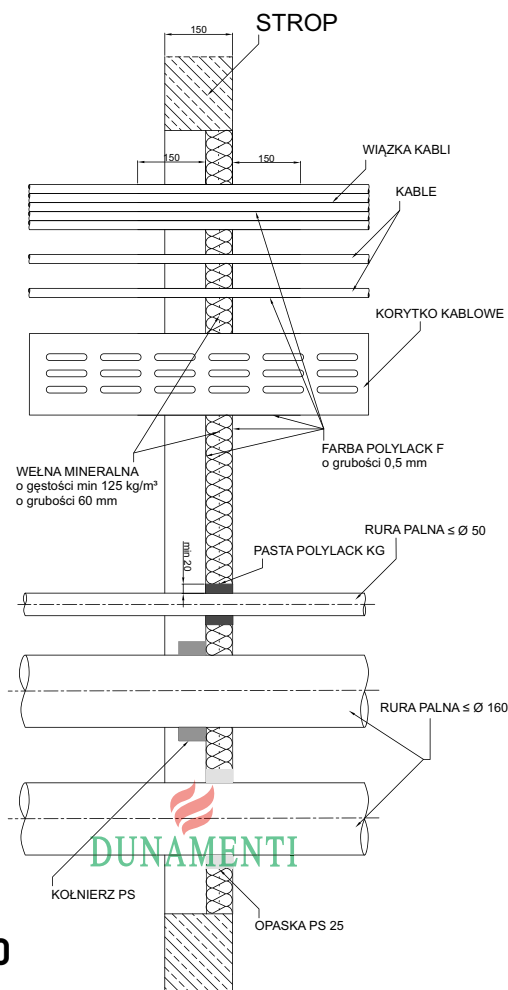 150
STROP
150
150
WIĄZKA KABLI
KABLE
KORYTKO KABLOWE
FARBA POLYLACK F
o grubości 0,5 mm
WEŁNA MINERALNA
o gęstości min 125 kg/m³
o grubości 60 mm
min 20
PASTA POLYLACK KG
RURA PALNA ≤ Ø 50
RURA PALNA ≤ Ø 160
DUNAMENTI
KOŁNIERZ PS
OPASKA PS 25